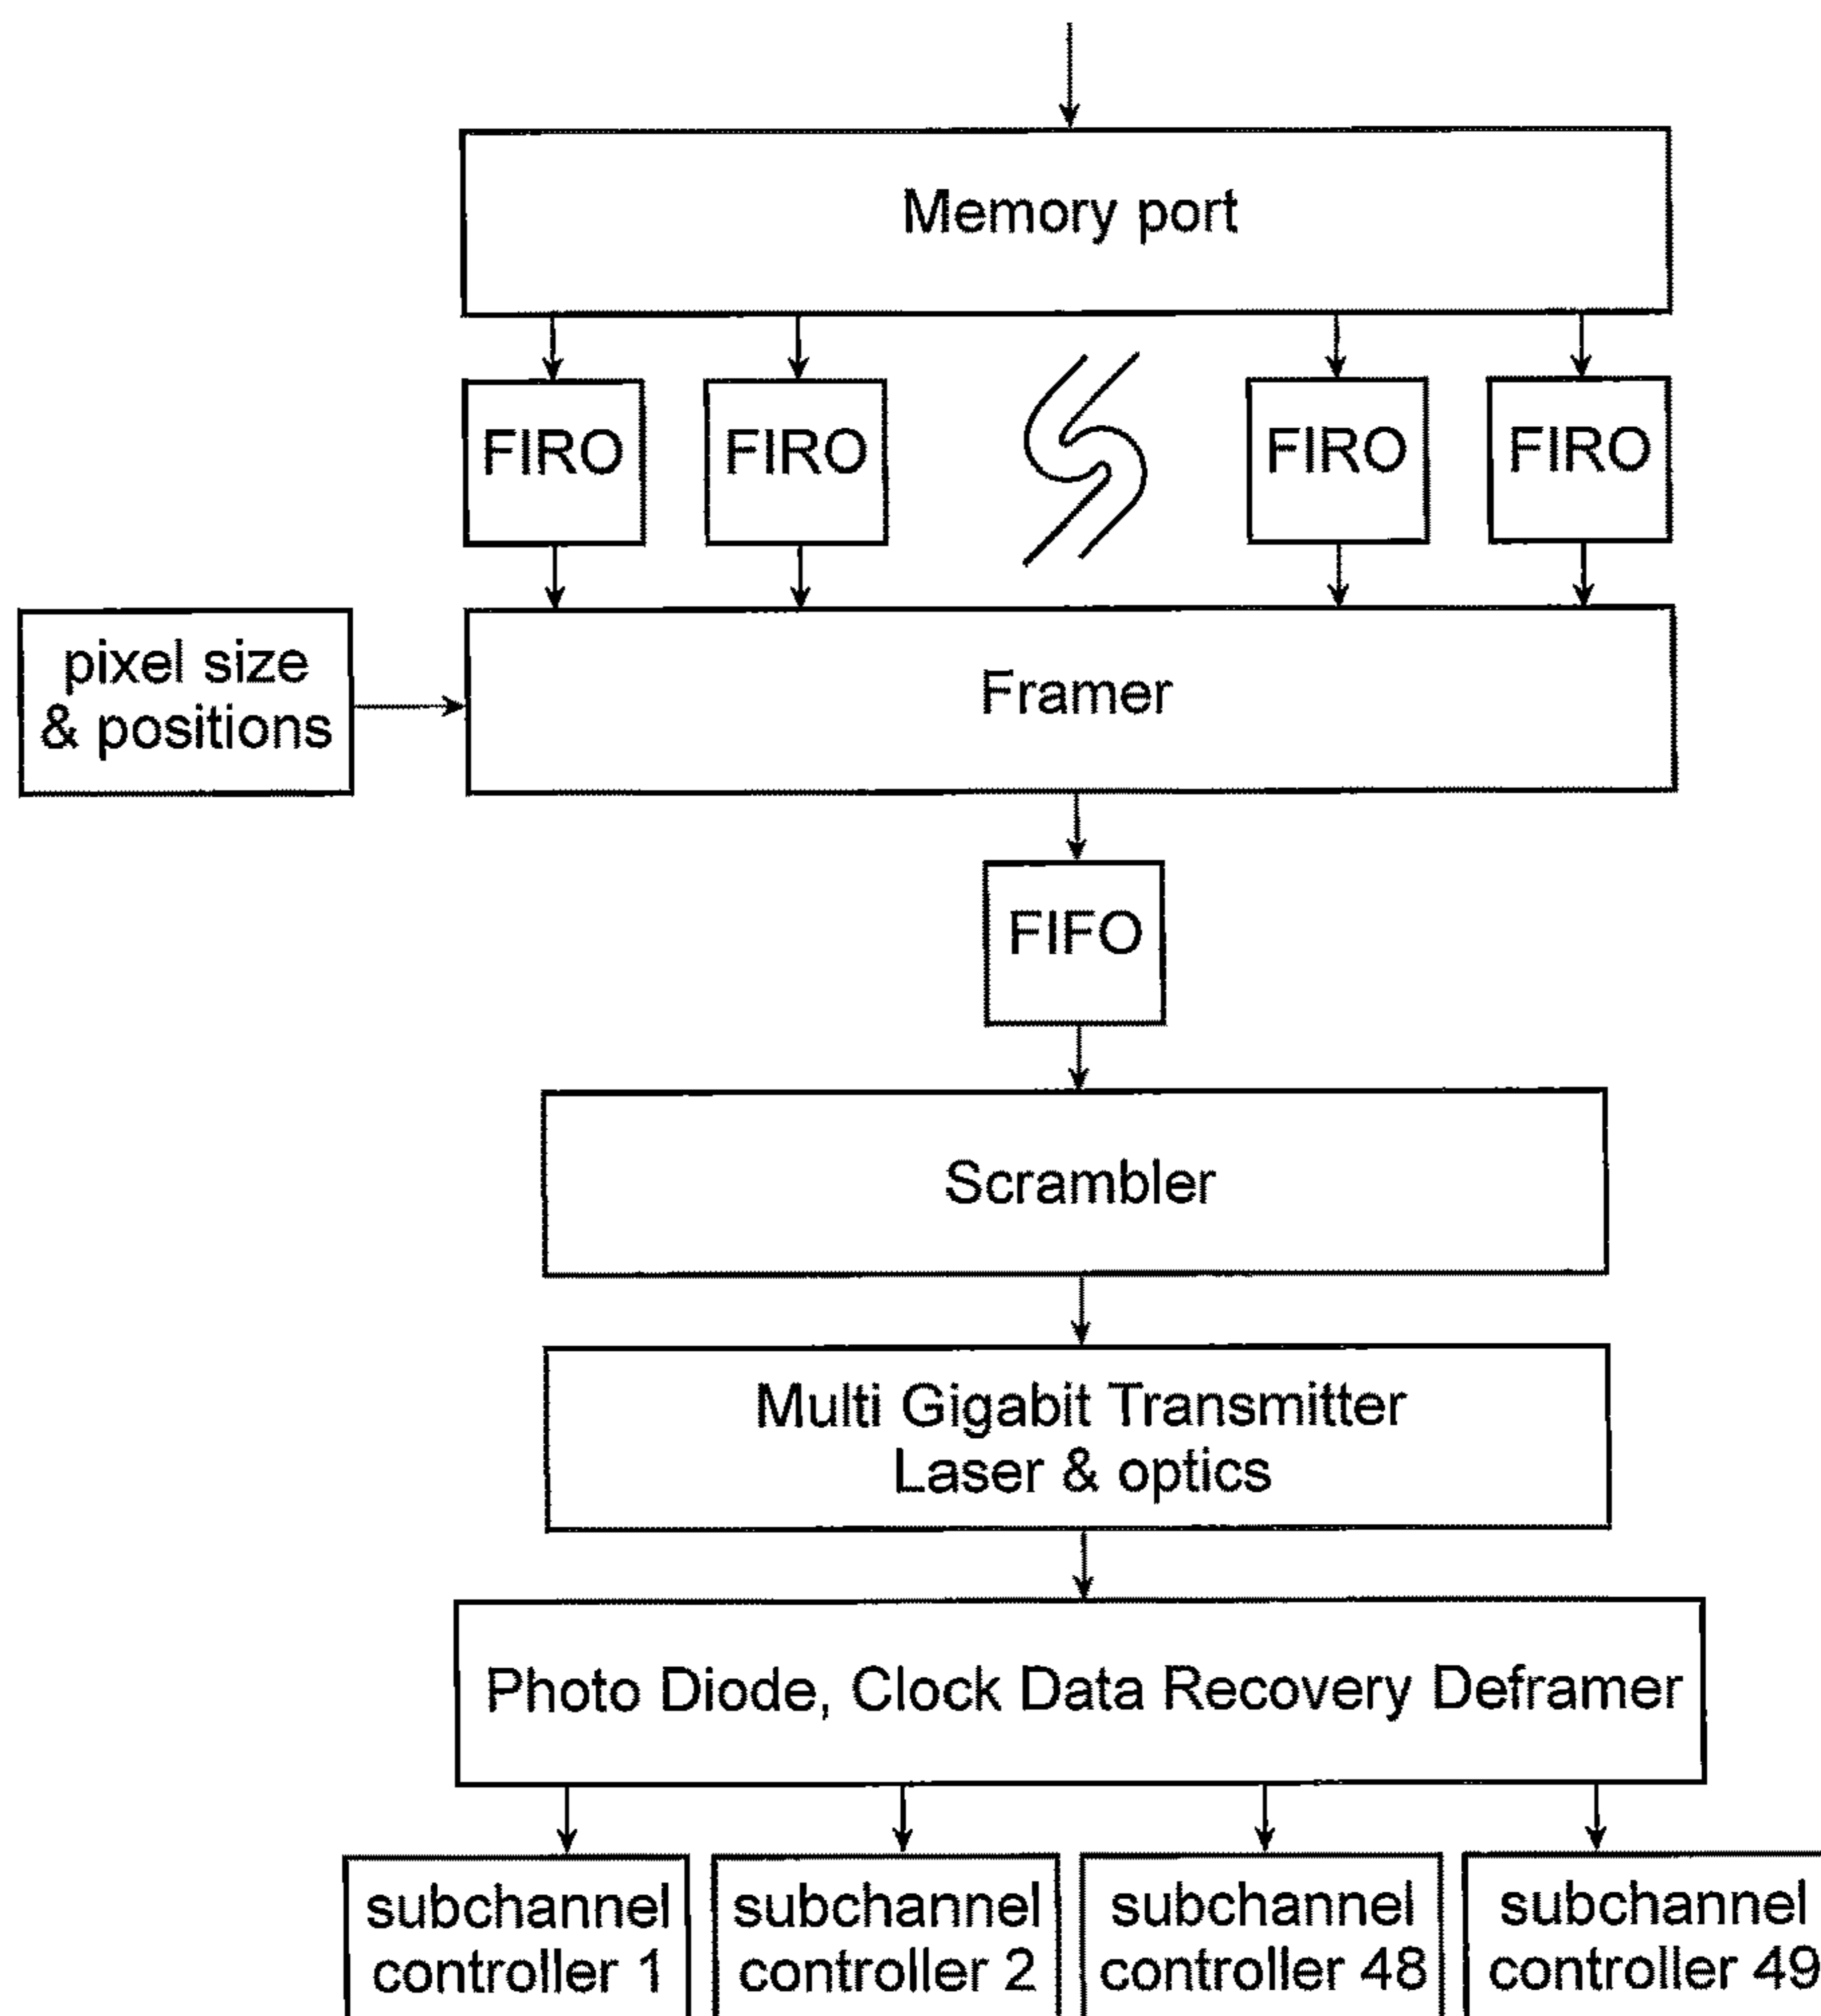 Memory port
FIRO
FIRO
FIRO
FIRO
pixel size
& positions
Framer
FIFO
Scrambler
Multi Gigabit Transmitter
Laser & optics
Photo Diode, Clock Data Recovery Deframer
subchannel
controller 1
subchannel
controller 2
subchannel
controller 48
subchannel
controller 49